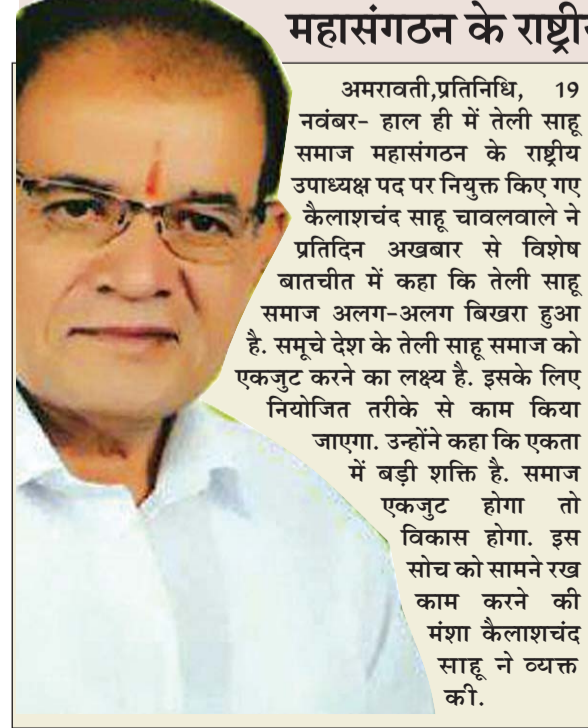 महासंगठन के राष्ट्रीय
अमरावती,प्रतिनिधि, 19
नवंबर- हाल ही में तेली साहू
समाज महासंगठन के राष्ट्रीय
उपाध्यक्ष पद पर नियुक्त किए गए
कैलाशचंद साहू चावलवाले ने
प्रतिदिन अखबार से विशेष
बातचीत में कहा कि तेली साहू
समाज अलग-अलग बिखरा हुआ
है. समूचे देश के तेली साहू समाज को
एकजुट करने का लक्ष्य है. इसके लिए
नियोजित तरीके से काम किया
जाएगा. उन्होंने कहा कि एकता
में बड़ी शक्ति है. समाज
एकजुट होगा तो
विकास होगा. इस
सोच को सामने रख
काम करने की
मंशा कैलाशचंद
साहू ने व्यक्त
की.